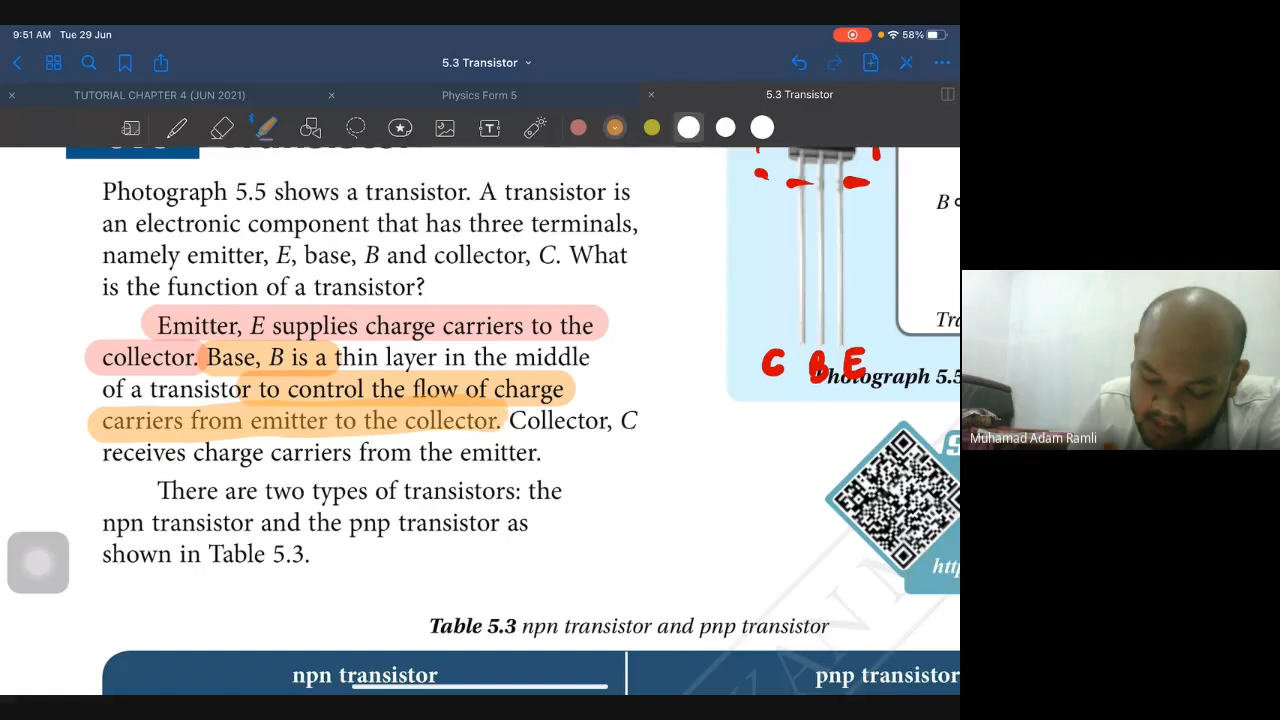 9:51 AM Tue 29 Jun
58%
5.3 Transistor
TUTORIAL CHAPTER 4 (JUN 2021)
Physics Form 5
5.3 Transistor
Photograph 5.5 shows a transistor. A transistor is
an electronic component that has three terminals,
namely emitter, E, base, B and collector, C. What
is the function of a transistor?
Emitter, E supplies charge carriers to the
collector. Base, B is a thin layer in the middle
of a transistor to control the flow of charge
carriers from emitter to the collector. Collector, C
receives charge carriers from the emitter.
There are two types of transistors: the
npn transistor and the pnp transistor as
shown in Table 5.3.
B
C B E
Photograph 5.5
Muhamad Adam Ramli
Table 5.3 npn transistor and pnp transistor
npn transistor
pnp transistor